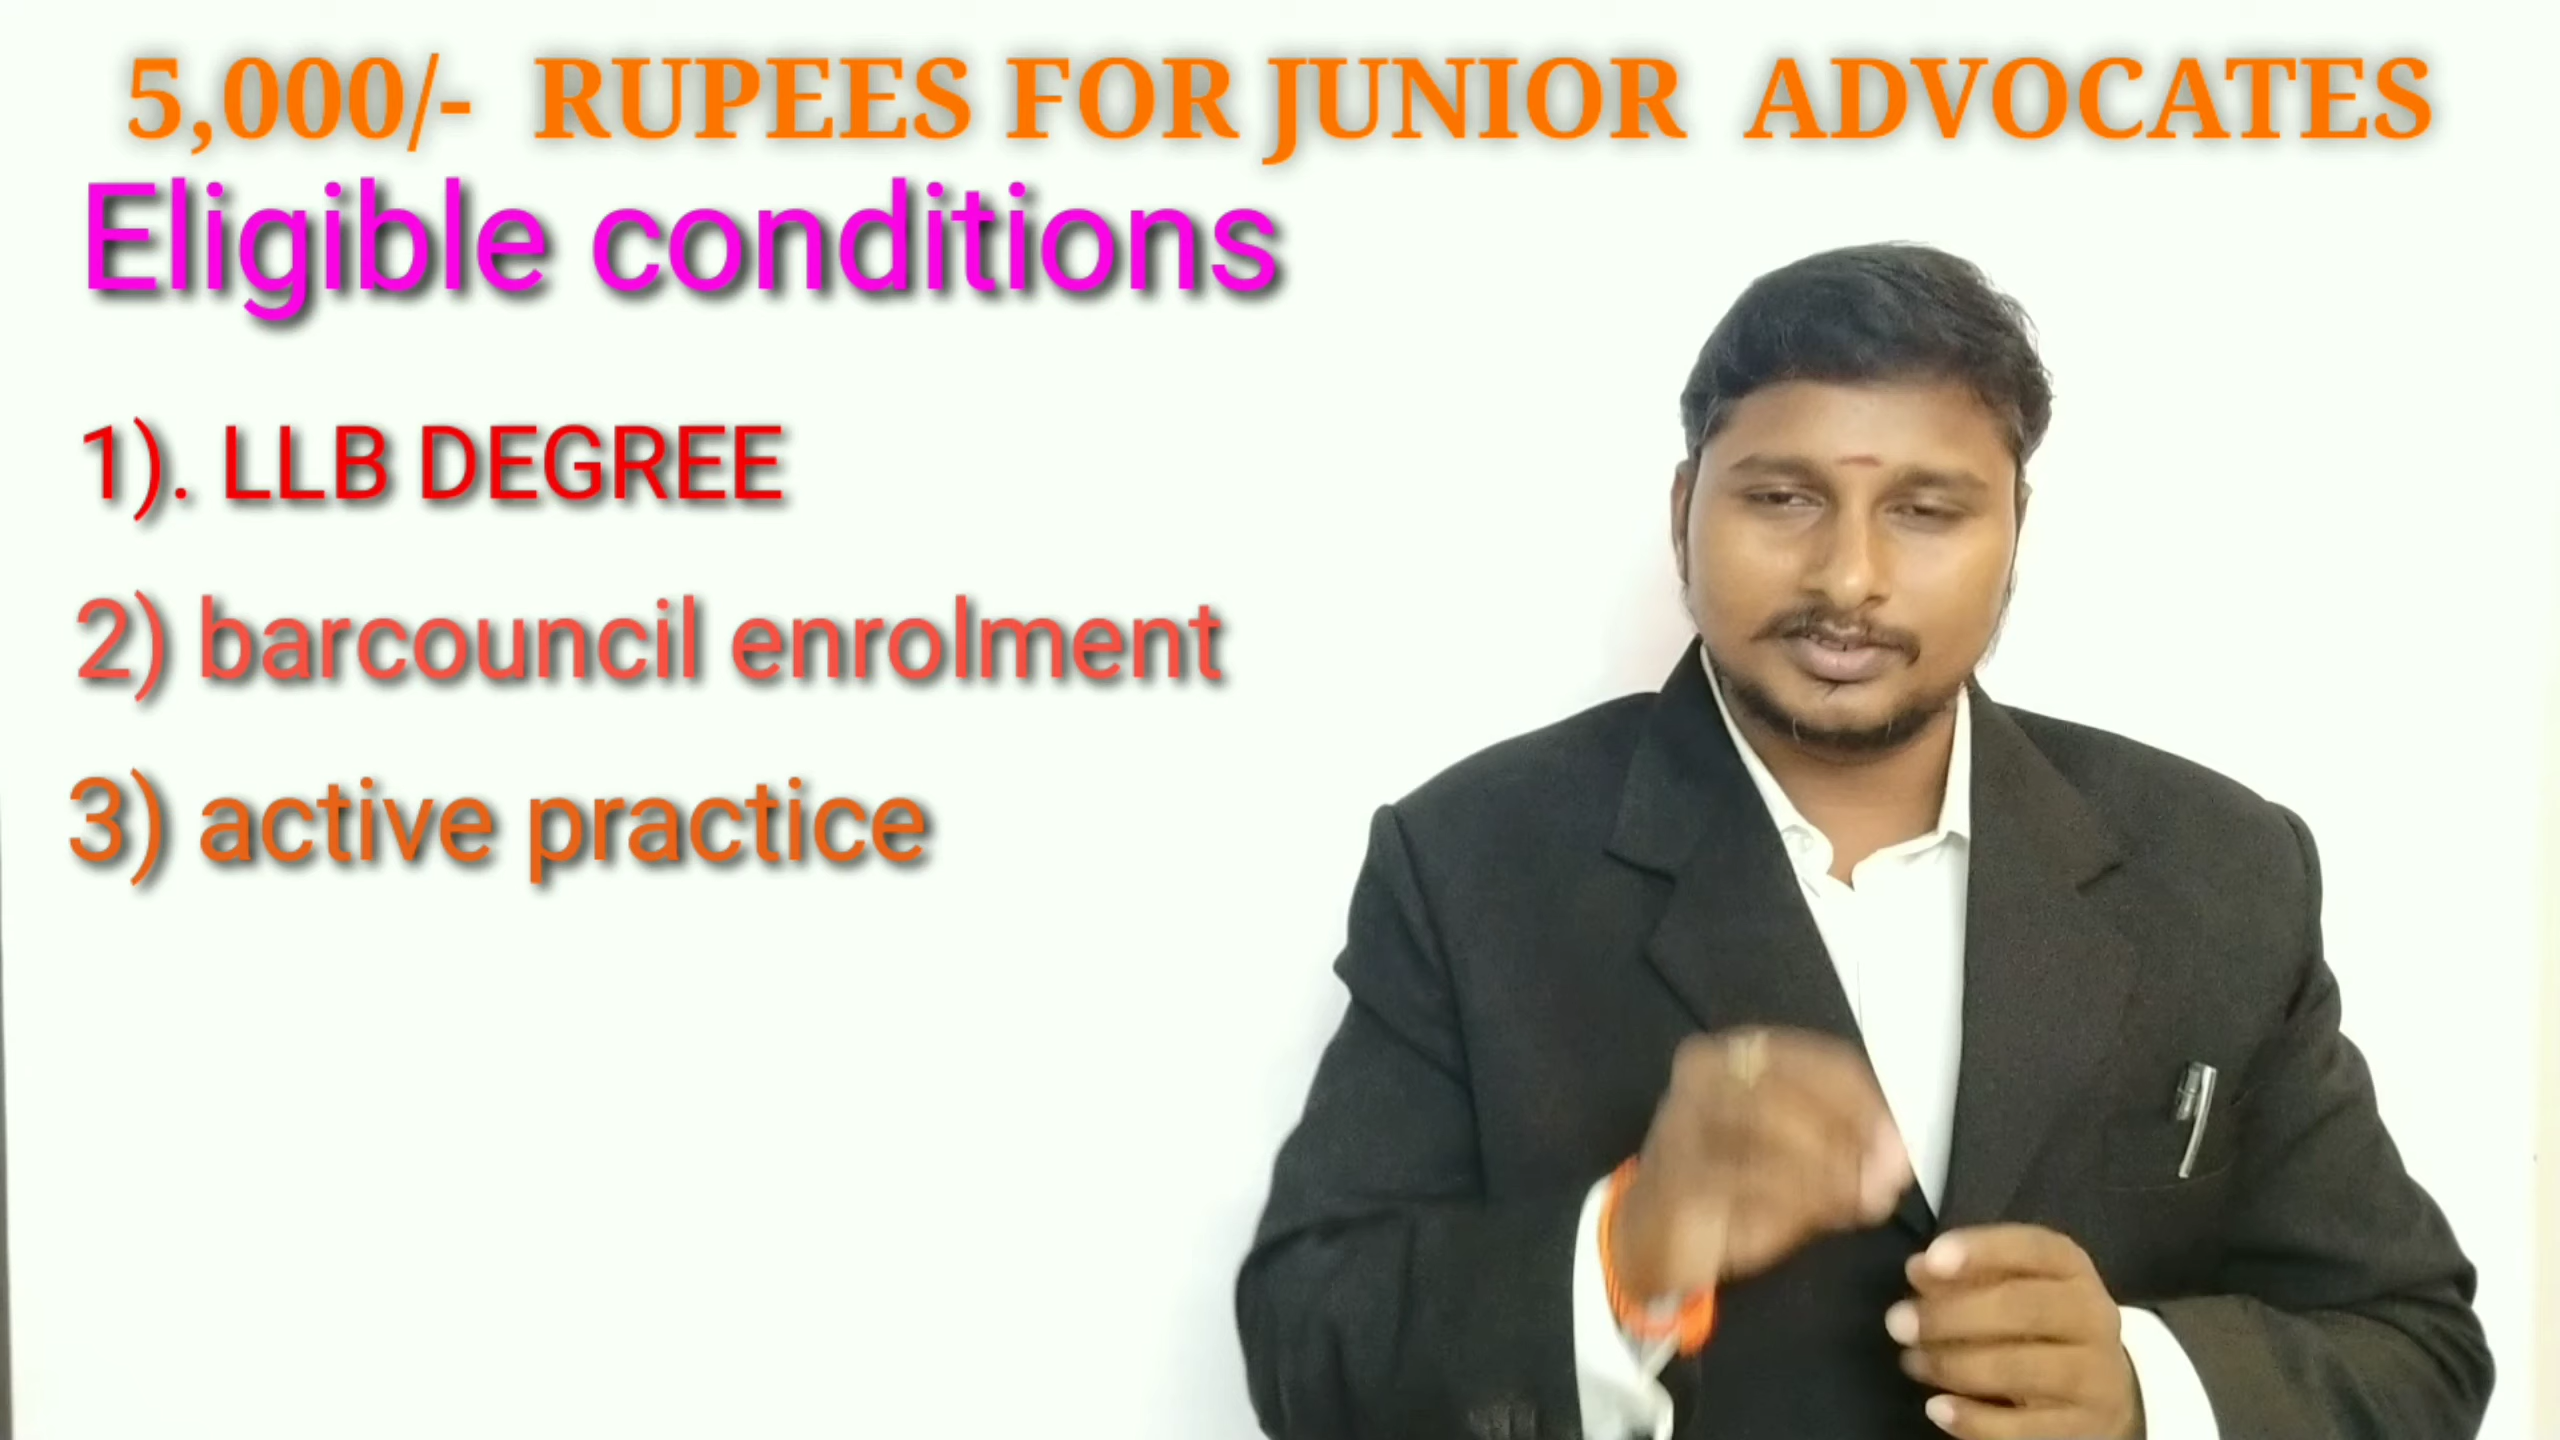 5,000/- RUPEES FOR JUNIOR ADVOCATES
Eligible conditions
1). LLB DEGREE
2) barcouncil enrolment
3) active practice